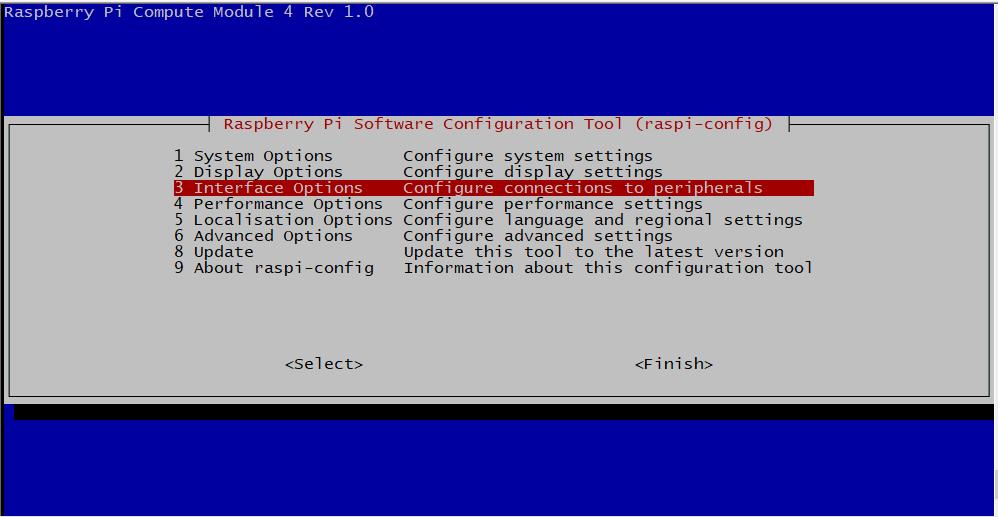 Raspberry Pi Compute Module 4 Rev 1.0
Raspberry Pi Software Configuration Tool (raspi-config)
1 System Options Configure system settings
2 Display Options Configure display settings
3 Interface Options Configure connections to peripherals
4 Performance Options Configure performance settings
5 Localisation Options Configure language and regional settings
6 Advanced Options Configure advanced settings
8 Update Update this tool to the latest version
9 About raspi-config Information about this configuration tool
<Select> <Finish>